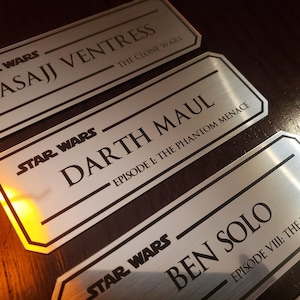 WARS
ASAJJ VENTRESS
THE CLONE WARS
STAR WARS
DARTH MAUL
EPISODE I: THE PHANTOM MENACE
STAR WARS
BEN SOLO
EPISODE VIII: THE